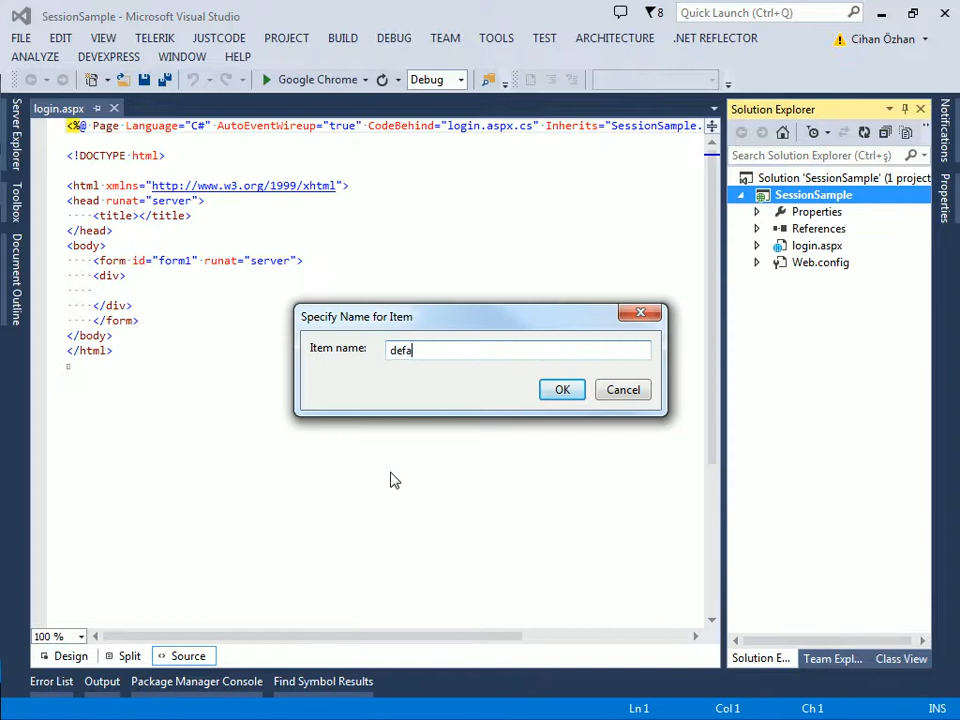 SessionSample - Microsoft Visual Studio
8
Quick Launch (Ctrl+Q)
FILE EDIT VIEW TELERIK JUSTCODE PROJECT BUILD DEBUG TEAM TOOLS TEST ARCHITECTURE .NET REFLECTOR
Cihan Özhan
ANALYZE DEVEXPRESS WINDOW HELP
Google Chrome
Debug
Server Explorer
Toolbox
Document Outline
login.aspx
<%@ Page Language="C#" AutoEventWireup="true" CodeBehind="login.aspx.cs" Inherits="SessionSample.
<!DOCTYPE html>
<html xmlns="http://www.w3.org/1999/xhtml">
<head runat="server">
<title></title>
</head>
<body>
<form id="form1" runat="server">
<div>
</div>
</form>
</body>
</html>
Specify Name for Item
Item name:
defa
OK
Cancel
100 %
Design
Split
Source
Solution Explorer
Search Solution Explorer (Ctrl+ş)
Solution 'SessionSample' (1 project
SessionSample
Properties
References
login.aspx
Web.config
Solution E...
Team Expl...
Class View
Notifications
Properties
Error List
Output
Package Manager Console
Find Symbol Results
Ln 1
Col 1
Ch 1
INS